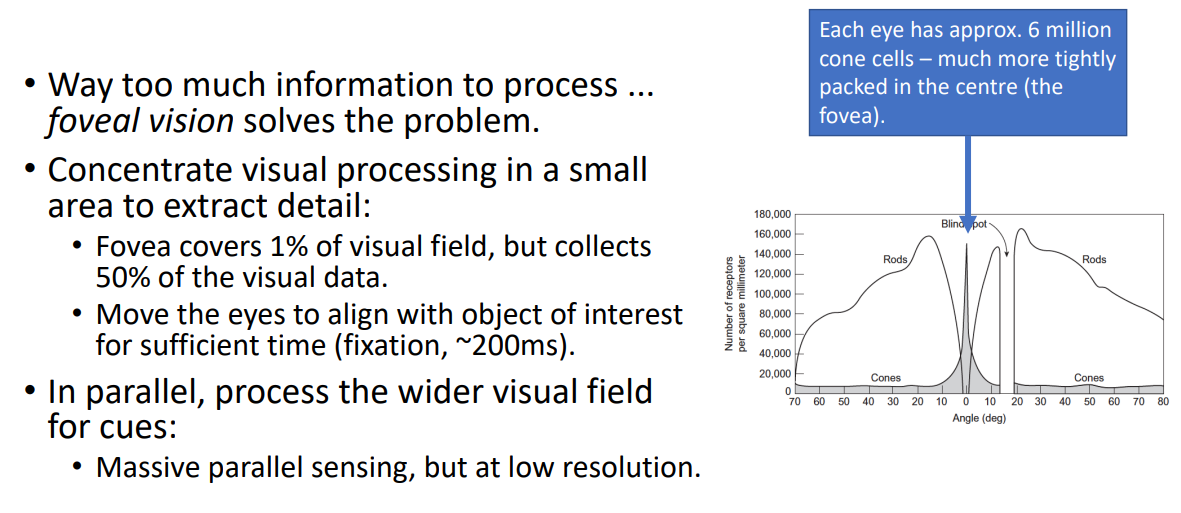 • Way too much information to process ...
foveal vision solves the problem.
• Concentrate visual processing in a small
area to extract detail:
• Fovea covers 1% of visual field, but collects
50% of the visual data.
• Move the eyes to align with object of interest
for sufficient time (fixation, ~200ms).
• In parallel, process the wider visual field
for cues:
• Massive parallel sensing, but at low resolution.
Each eye has approx. 6 million
cone cells – much more tightly
packed in the centre (the
fovea).
Number of receptors
per square millimeter
180,000
160,000
140,000
120,000
100,000
80,000
60,000
40,000
20,000
0
Blind spot
Rods
Rods
Cones
Cones
70 60 50 40 30 20 10 0 10 20 30 40 50 60 70 80
Angle (deg)